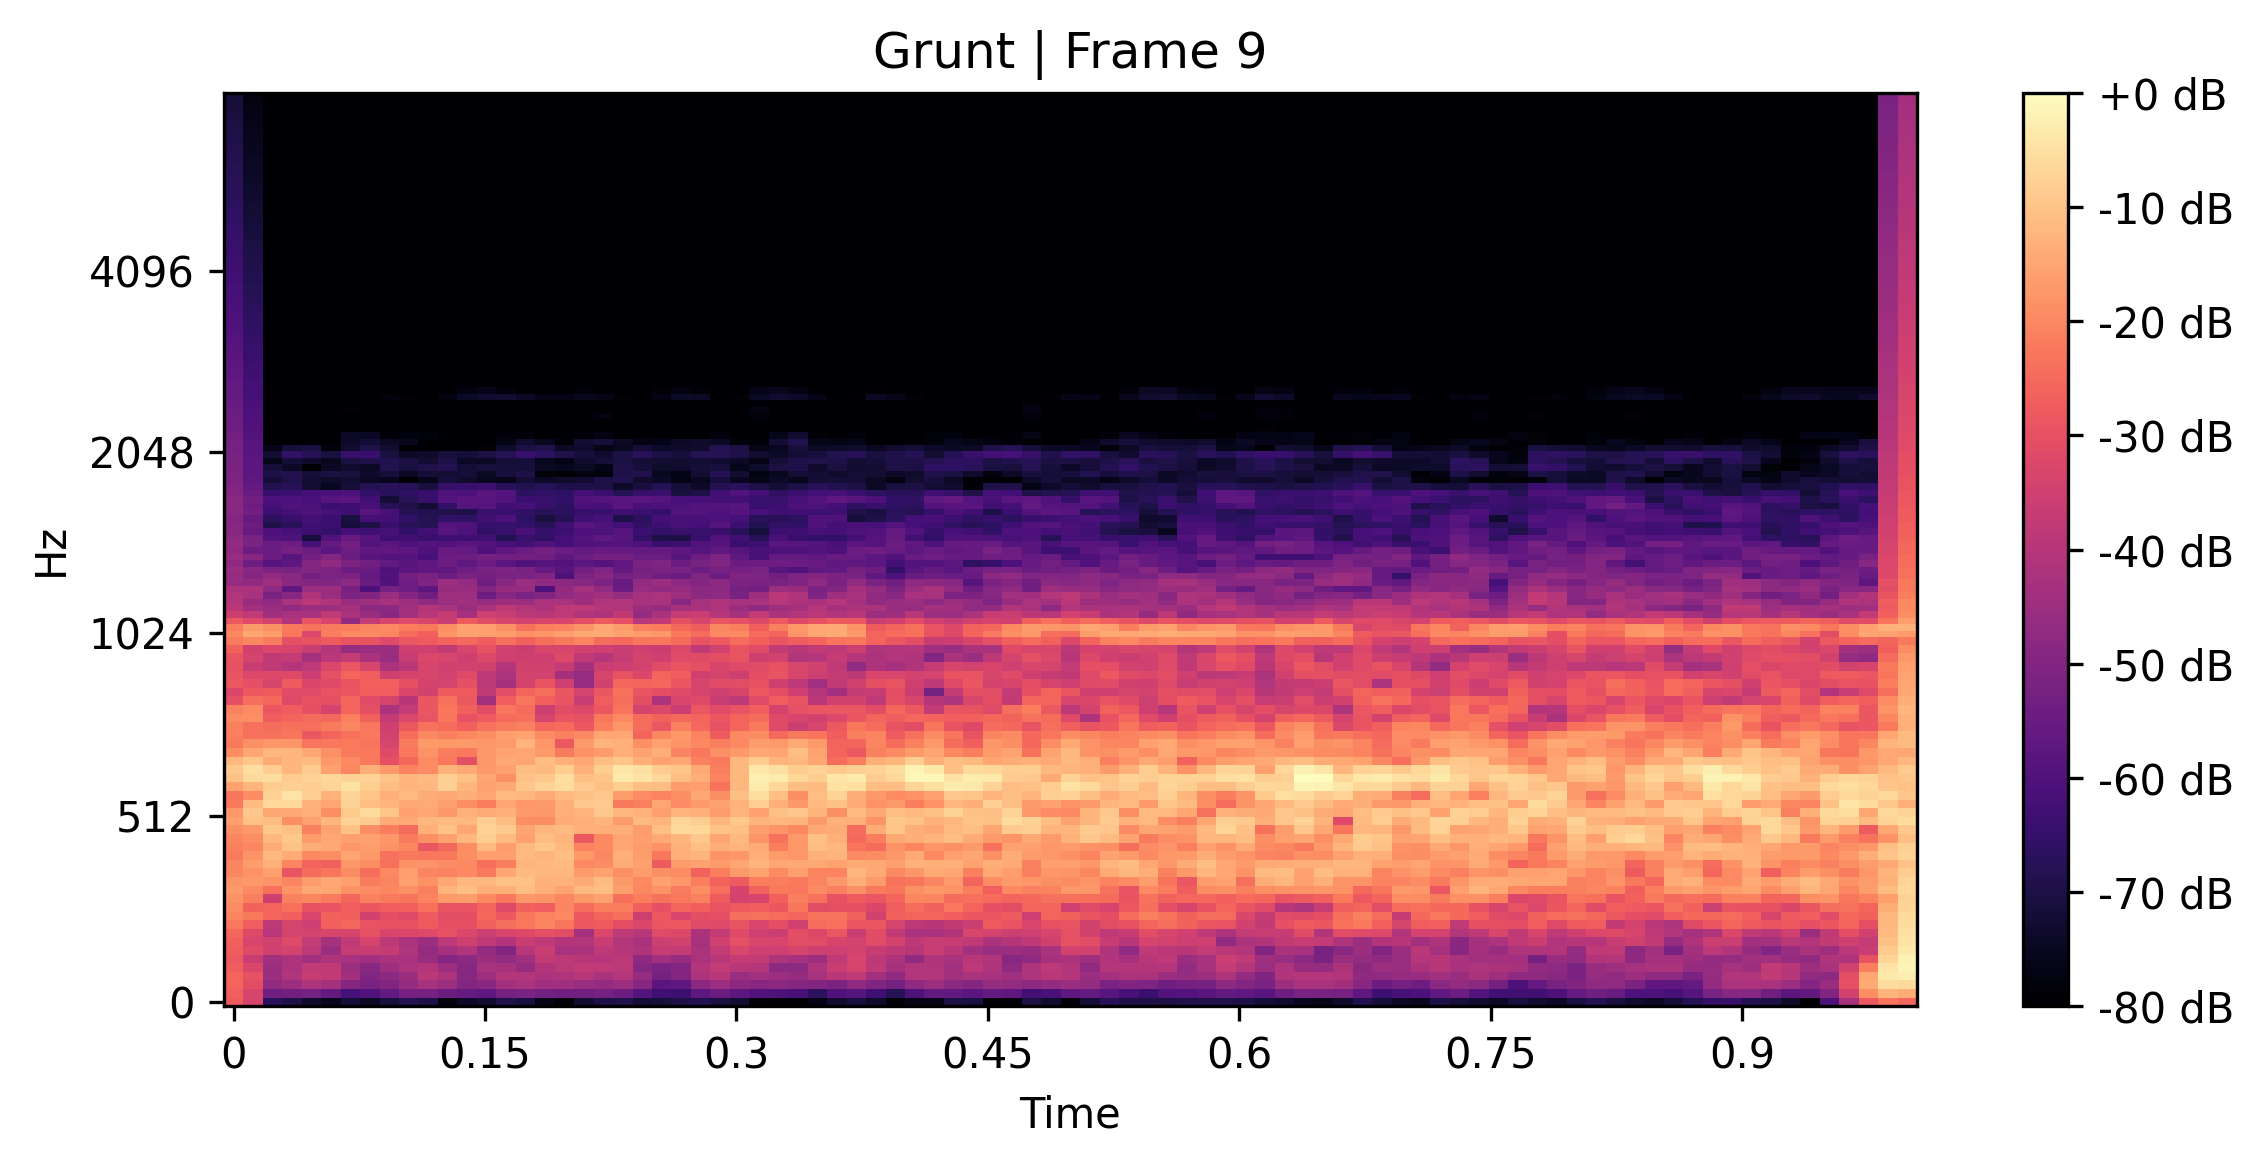 Grunt | Frame 9
+0 dB
-10 dB
-20 dB
-30 dB
-40 dB
-50 dB
-60 dB
-70 dB
-80 dB
Hz
4096
2048
1024
512
0
0 0.15 0.3 0.45 0.6 0.75 0.9
Time